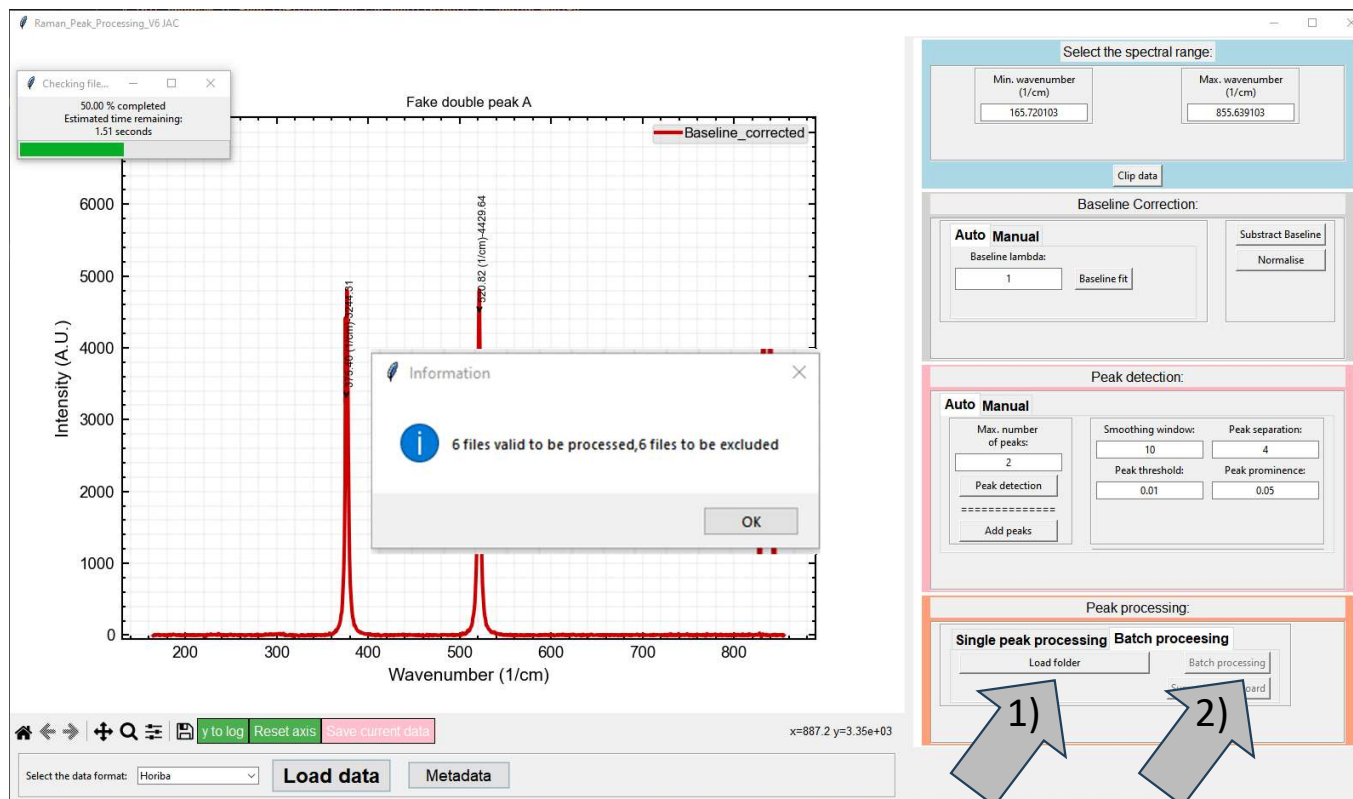 Raman_Peak_Processing_V6.JAC
Checking file...
50.00 % completed
Estimated time remaining:
1.51 seconds
Fake double peak A
Baseline_corrected
520.82 (1/cm)-4429.64
6000
5000
4000
3000
2000
1000
0
200
300
400
500
600
700
800
Intensity (A.U.)
Wavenumber (1/cm)
Information
6 files valid to be processed,6 files to be excluded
OK
Select the spectral range:
Min. wavenumber
(1/cm)
165.720103
Max. wavenumber
(1/cm)
855.639103
Clip data
Baseline Correction:
Auto Manual
Baseline lambda:
1
Baseline fit
Substract Baseline
Normalise
Peak detection:
Auto Manual
Max. number
of peaks:
2
Peak detection
==============
Add peaks
Smoothing window:
10
Peak separation:
4
Peak threshold:
0.01
Peak prominence:
0.05
Peak processing:
Single peak processing Batch proceesing
Load folder
Batch processing
1)
2)
y to log
Reset axis
Save current data
x=887.2 y=3.35e+03
Select the data format:
Horiba
Load data
Metadata